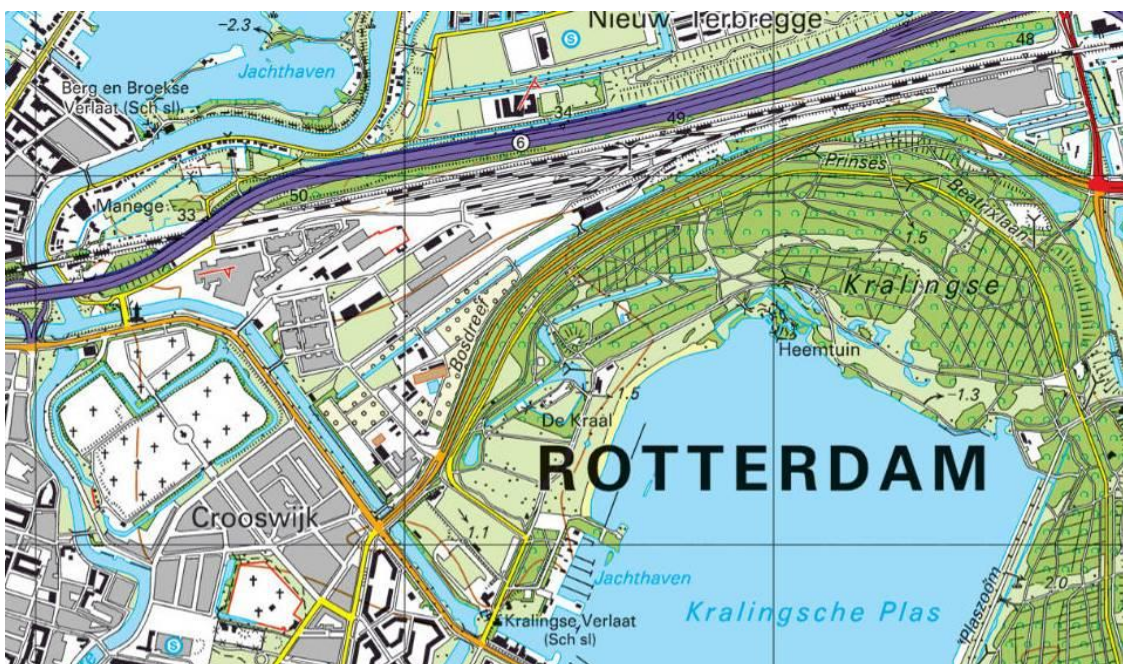 Nieuw Terbregge
-2.3
Jachthaven
S
48
Berg en Broekse
Verlaat (Sch sl)
34
49
6
Prinses
Beatrixlaan
50
Manege
33
1.5
Kralingse
Bosdreef
Heemtuin
-1.3
1.5
De Kraal
ROTTERDAM
Crooswijk
1.1
Jachthaven
2.0
Kralingsche Plas
Plaszoom
Kralingse Verlaat
(Sch sl)
S